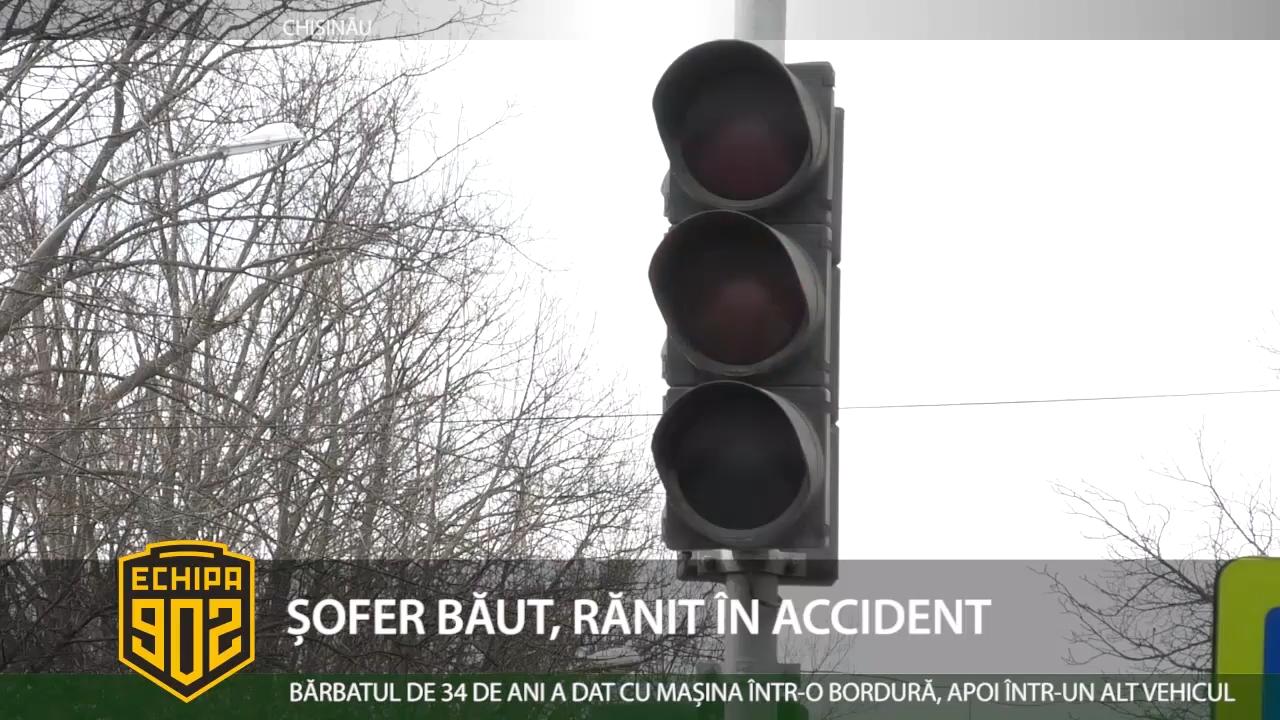 CHIȘINĂU
ECHIPA
902
ȘOFER BĂUT, RĂNIT ÎN ACCIDENT
BĂRBATUL DE 34 DE ANI A DAT CU MAȘINA ÎNTR-O BORDURĂ, APOI ÎNTR-UN ALT VEHICUL